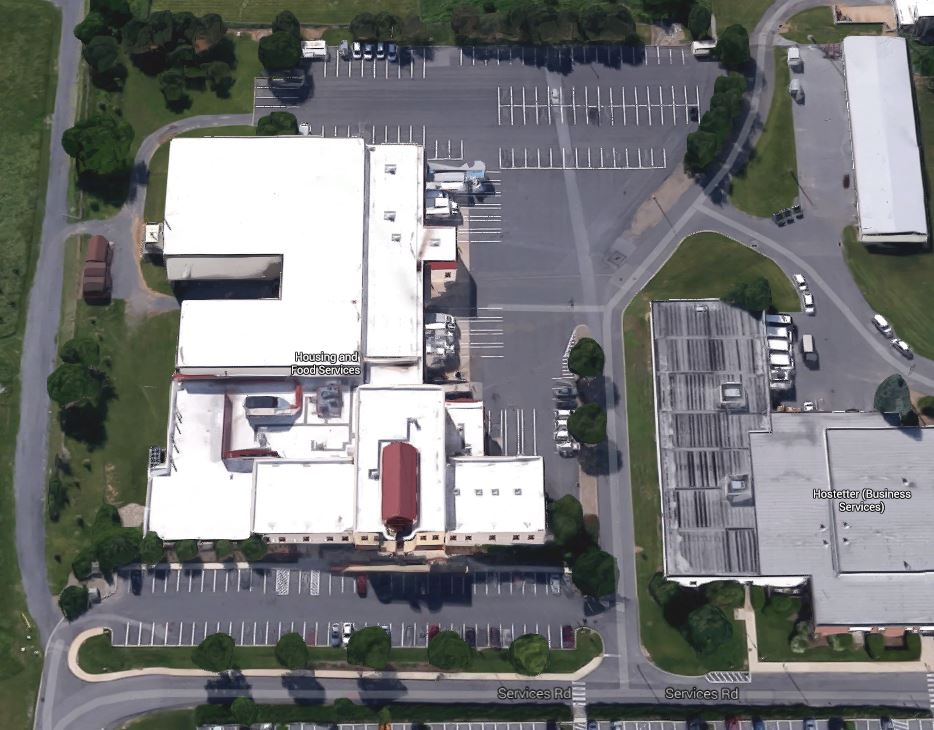 Housing and
Food Services
Hostetter (Business
Services)
Services Rd
Services Rd